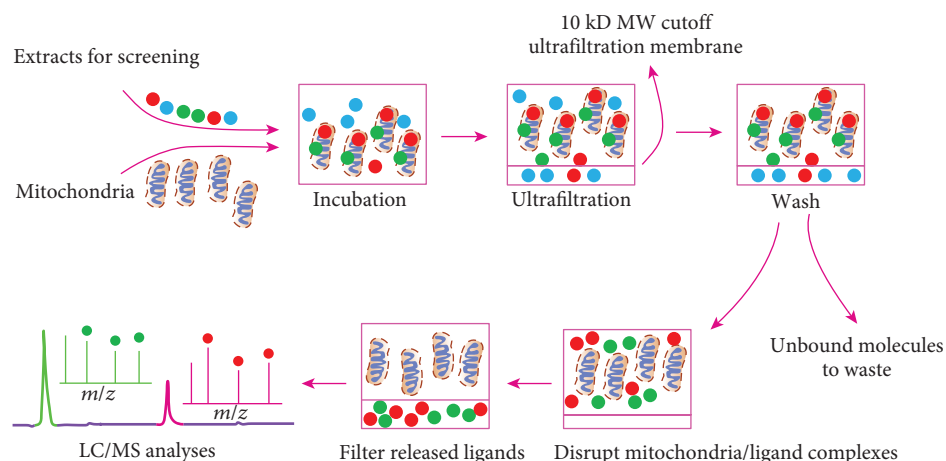 10 kD MW cutoff
ultrafiltration membrane
Extracts for screening
Mitochondria
Incubation
Ultrafiltration
Wash
Unbound molecules
to waste
m/z
m/z
LC/MS analyses
Filter released ligands
Disrupt mitochondria/ligand complexes